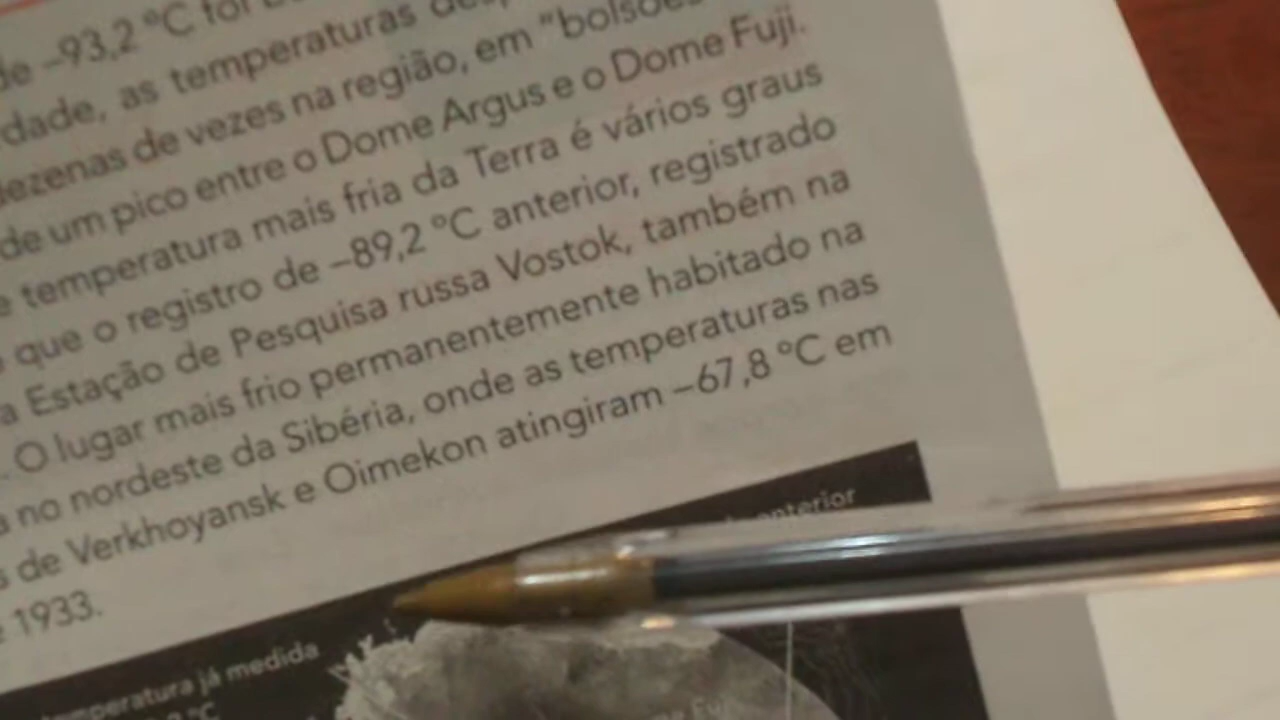 de –93,2 °C foi
dade, as temperaturas
dezenas de vezes na região, em "bolsões
de um pico entre o Dome Argus e o Dome Fuji.
temperatura mais fria da Terra é vários graus
que o registro de –89,2 °C anterior, registrado
a Estação de Pesquisa russa Vostok, também na
. O lugar mais frio permanentemente habitado na
a no nordeste da Sibéria, onde as temperaturas nas
s de Verkhoyansk e Oimekon atingiram –67,8 °C em
1933.
anterior
temperatura já medida
°C